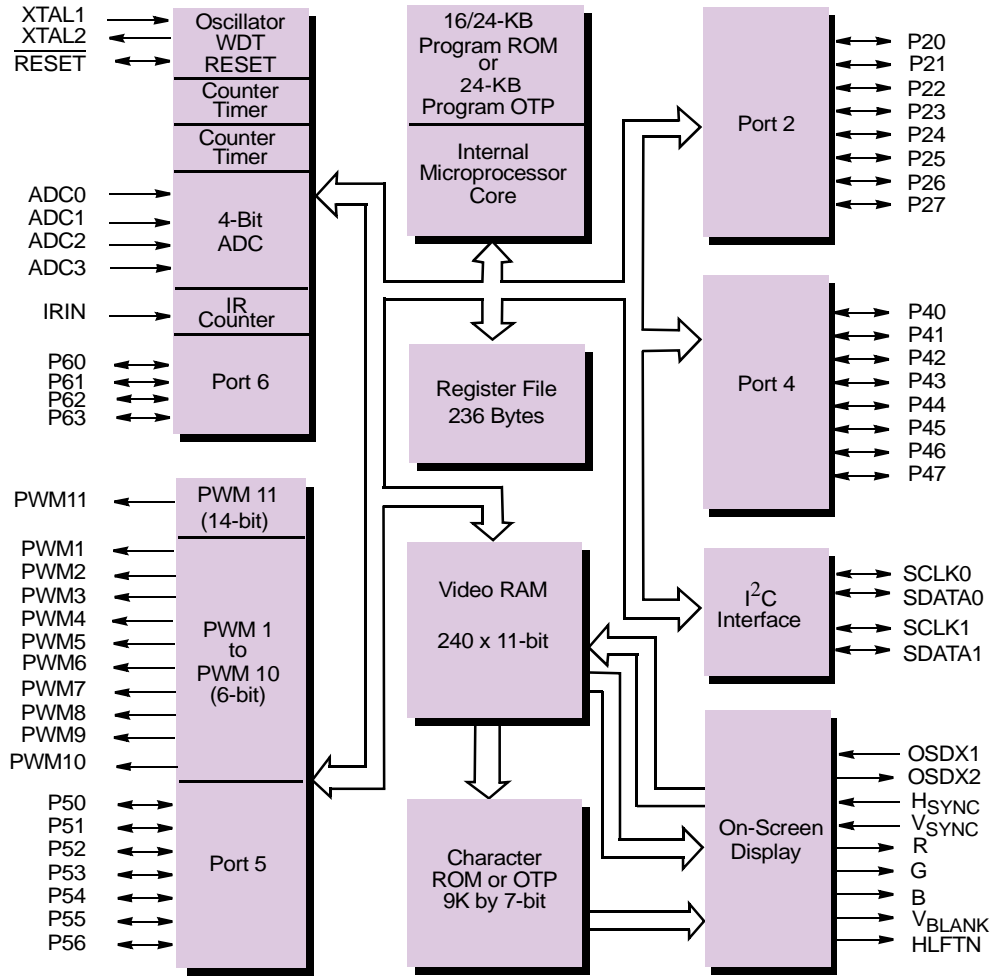 XTAL1
XTAL2
RESET
ADC0
ADC1
ADC2
ADC3
IRIN
P60
P61
P62
P63
Oscillator
WDT
RESET
Counter
Timer
Counter
Timer
4-Bit
ADC
IR
Counter
Port 6
16/24-KB
Program ROM
or
24-KB
Program OTP
Internal
Microprocessor
Core
Register File
236 Bytes
Port 2
P20
P21
P22
P23
P24
P25
P26
P27
Port 4
P40
P41
P42
P43
P44
P45
P46
P47
PWM11
PWM1
PWM2
PWM3
PWM4
PWM5
PWM6
PWM7
PWM8
PWM9
PWM10
P50
P51
P52
P53
P54
P55
P56
PWM 11
(14-bit)
PWM 1
to
PWM 10
(6-bit)
Port 5
Video RAM
240 x 11-bit
Character
ROM or OTP
9K by 7-bit
I2C
Interface
SCLK0
SDATA0
SCLK1
SDATA1
On-Screen
Display
OSDX1
OSDX2
HSYNC
VSYNC
R
G
B
VBLANK
HLFTN